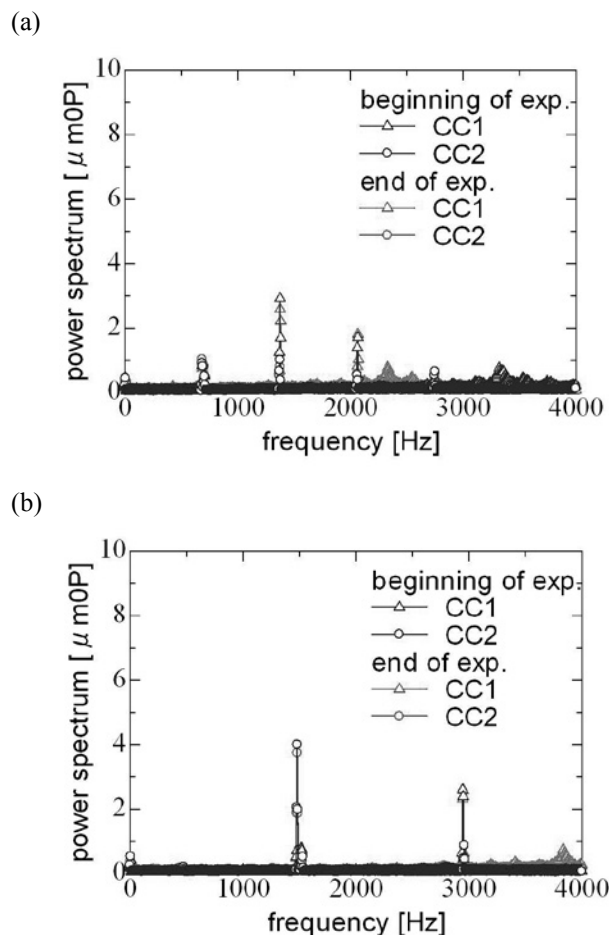 (a)
10
8
6
4
2
0
power spectrum [ μ m0P]
beginning of exp.
CC1
CC2
end of exp.
CC1
CC2
0 1000 2000 3000 4000
frequency [Hz]
(b)
10
8
6
4
2
0
power spectrum [ μ m0P]
beginning of exp.
CC1
CC2
end of exp.
CC1
CC2
0 1000 2000 3000 4000
frequency [Hz]